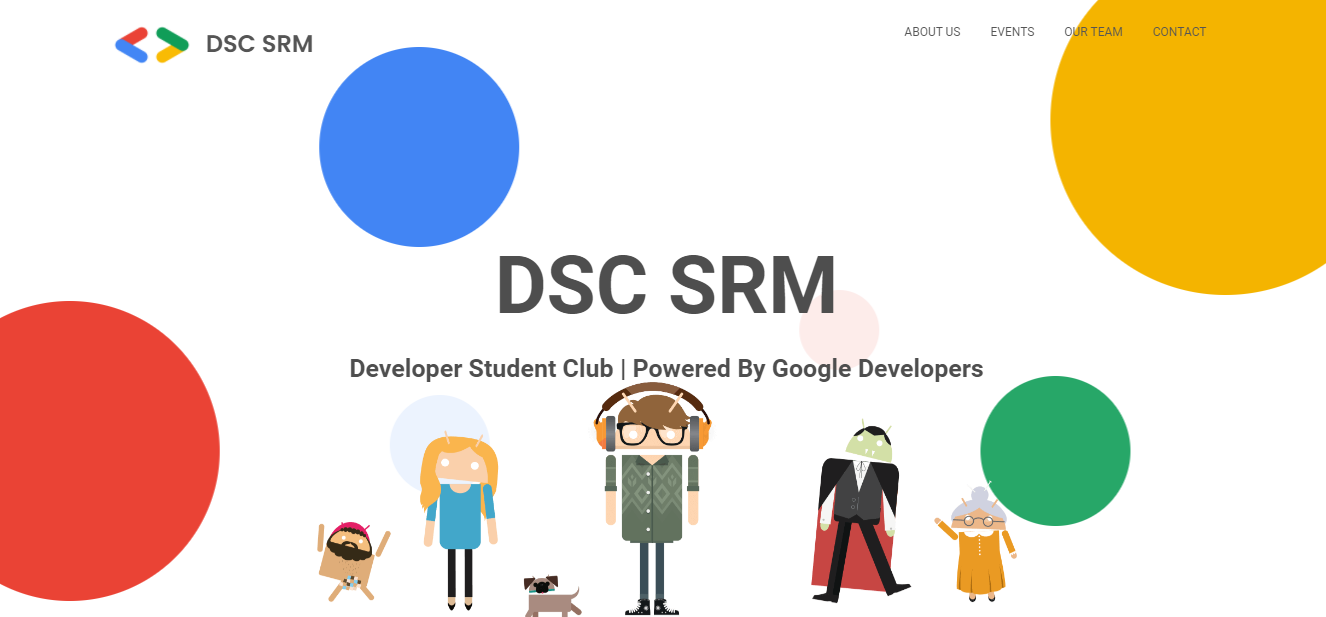 DSC SRM
ABOUT US
EVENTS
OUR TEAM
CONTACT
DSC SRM
Developer Student Club | Powered By Google Developers